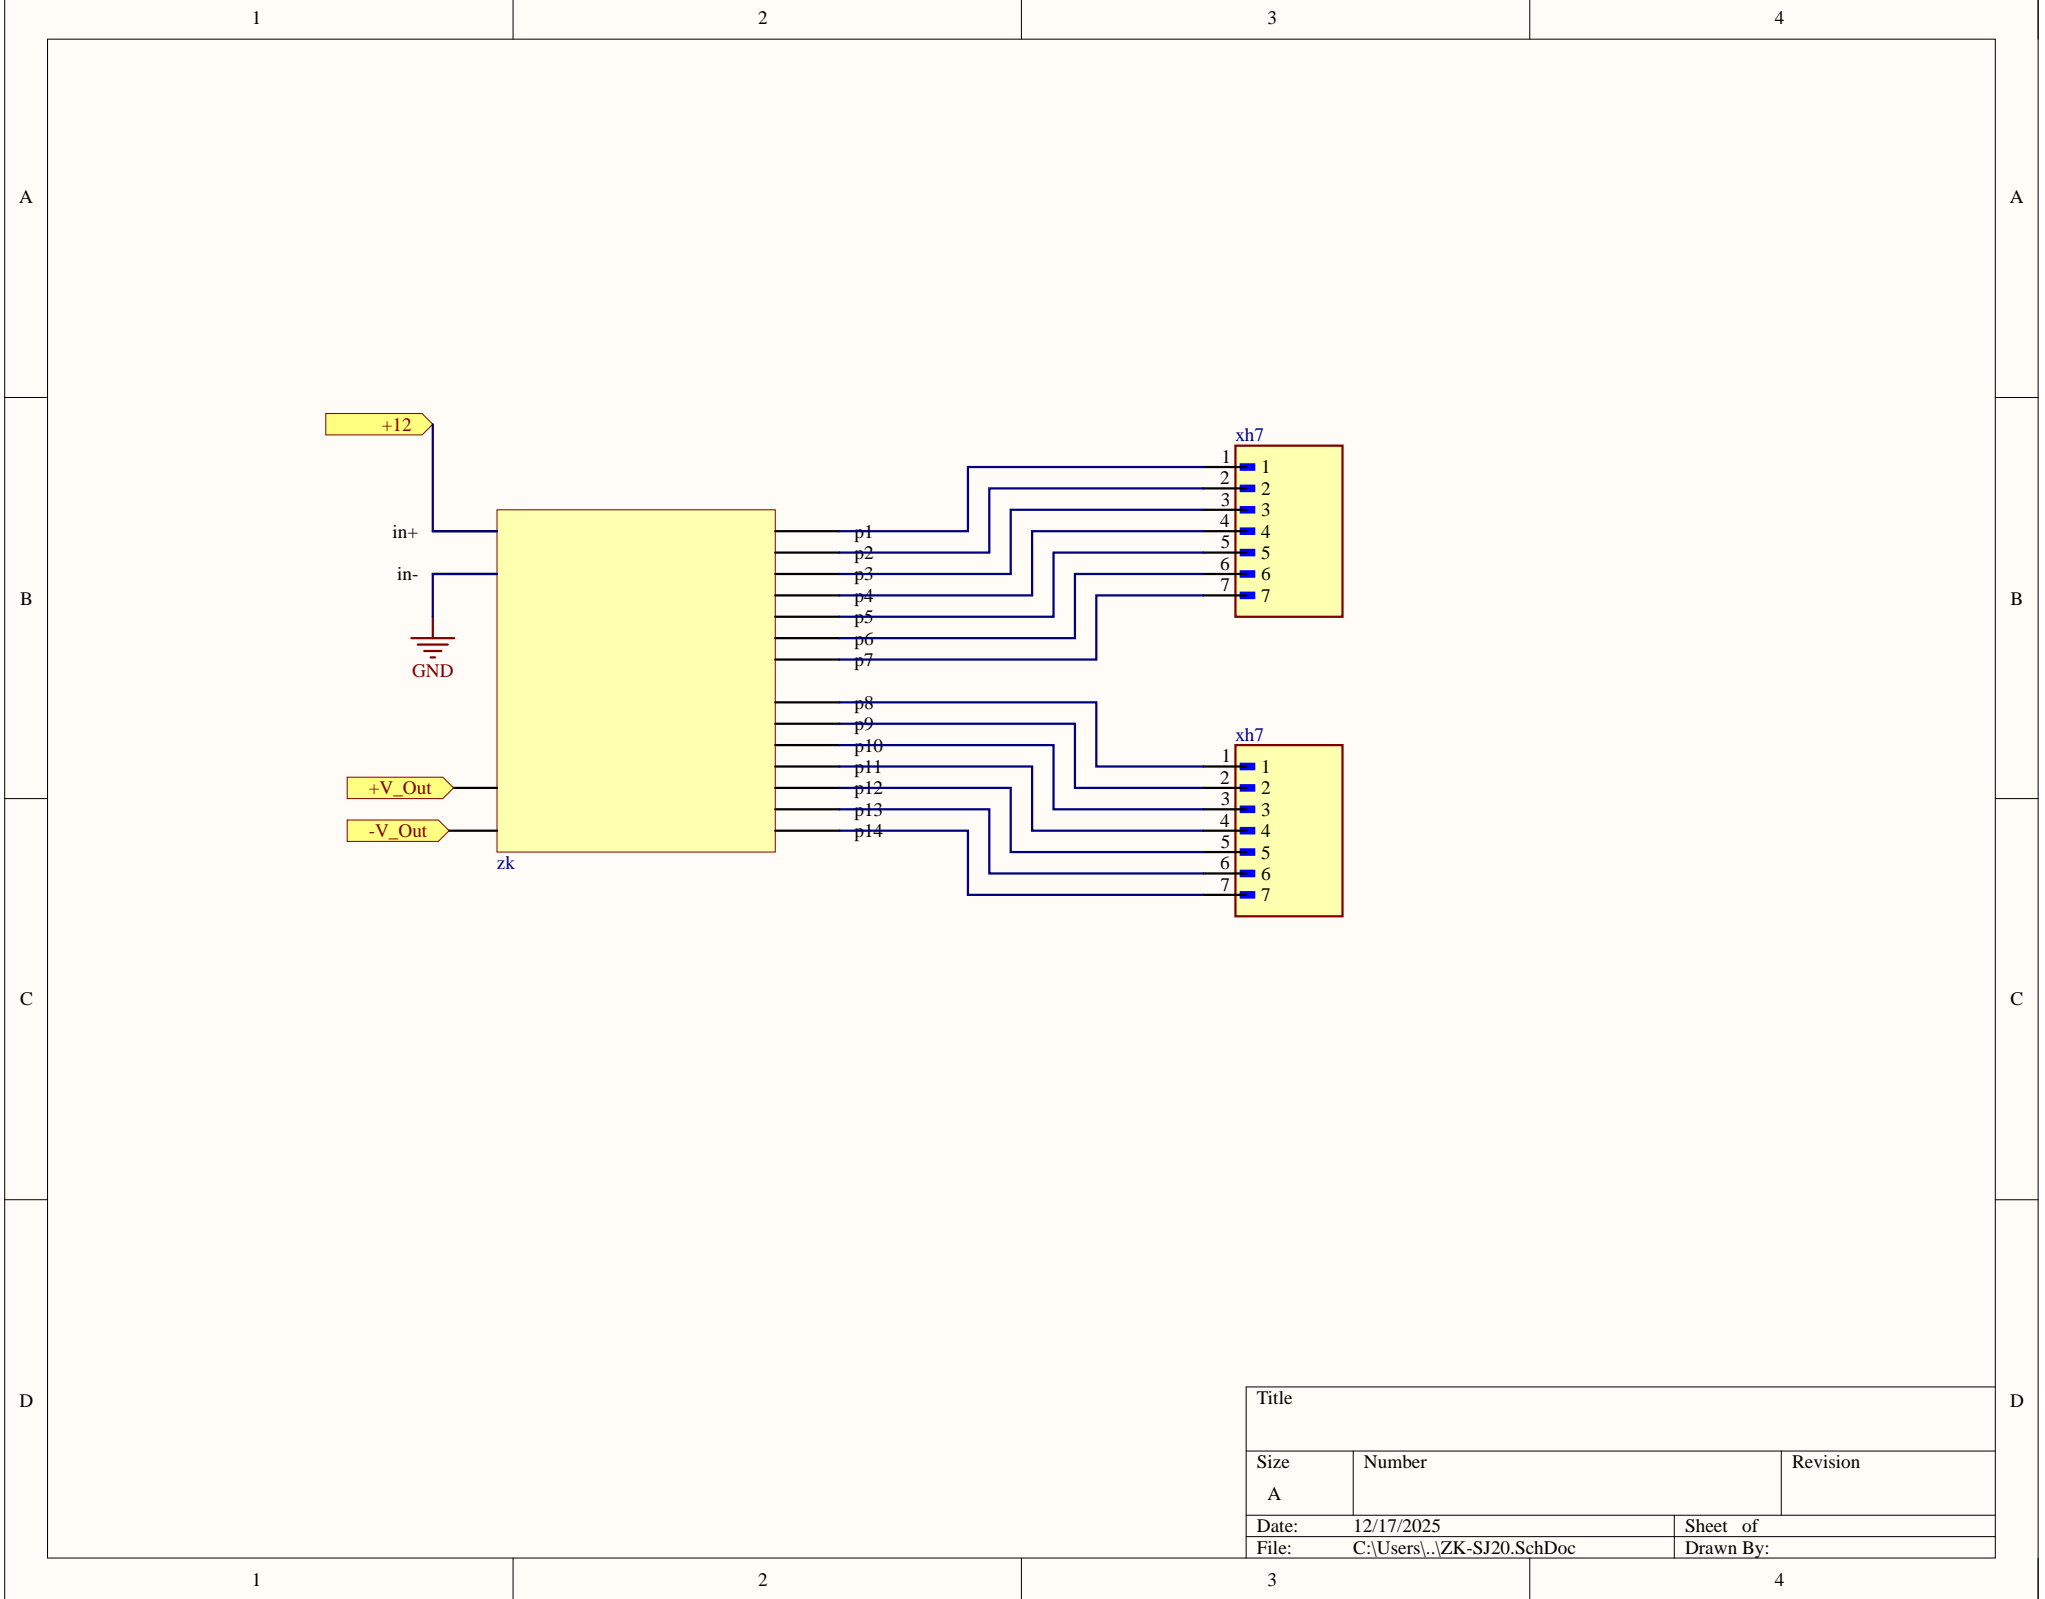 1 2 3 4
A A
+12
xh7
1 1
2 2
3 3
4 4
5 5
6 6
7 7
in+
in-
GND
p1
p2
p3
p4
p5
p6
p7
B B
p8
p9
p10
p11
p12
p13
p14
+V_Out
-V_Out
zk
xh7
1 1
2 2
3 3
4 4
5 5
6 6
7 7
C C
D D
Title
Size Number Revision
A
Date: 12/17/2025 Sheet of
File: C:\Users\..\ZK-SJ20.SchDoc Drawn By:
1 2 3 4